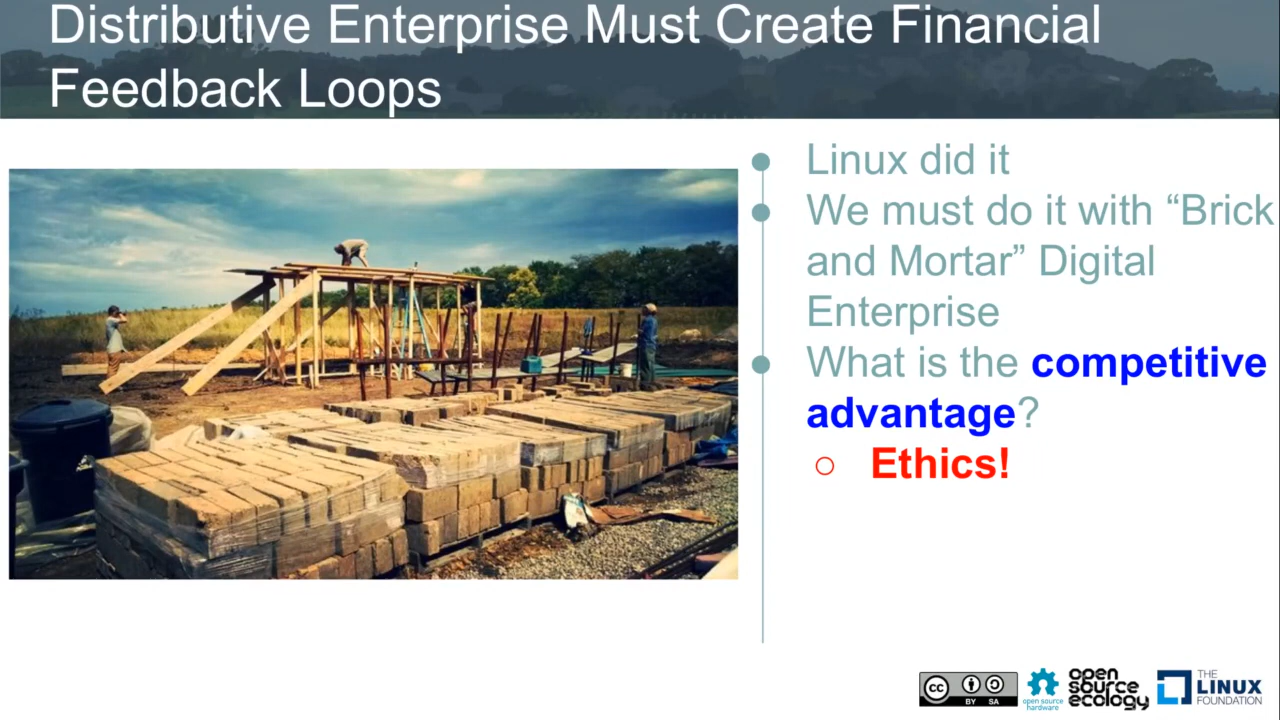 Distributive Enterprise Must Create Financial
Feedback Loops
Linux did it
We must do it with “Brick
and Mortar” Digital
Enterprise
What is the competitive
advantage?
Ethics!
cc
BY SA
open source
hardware
open
source
ecology
THE
LINUX
FOUNDATION